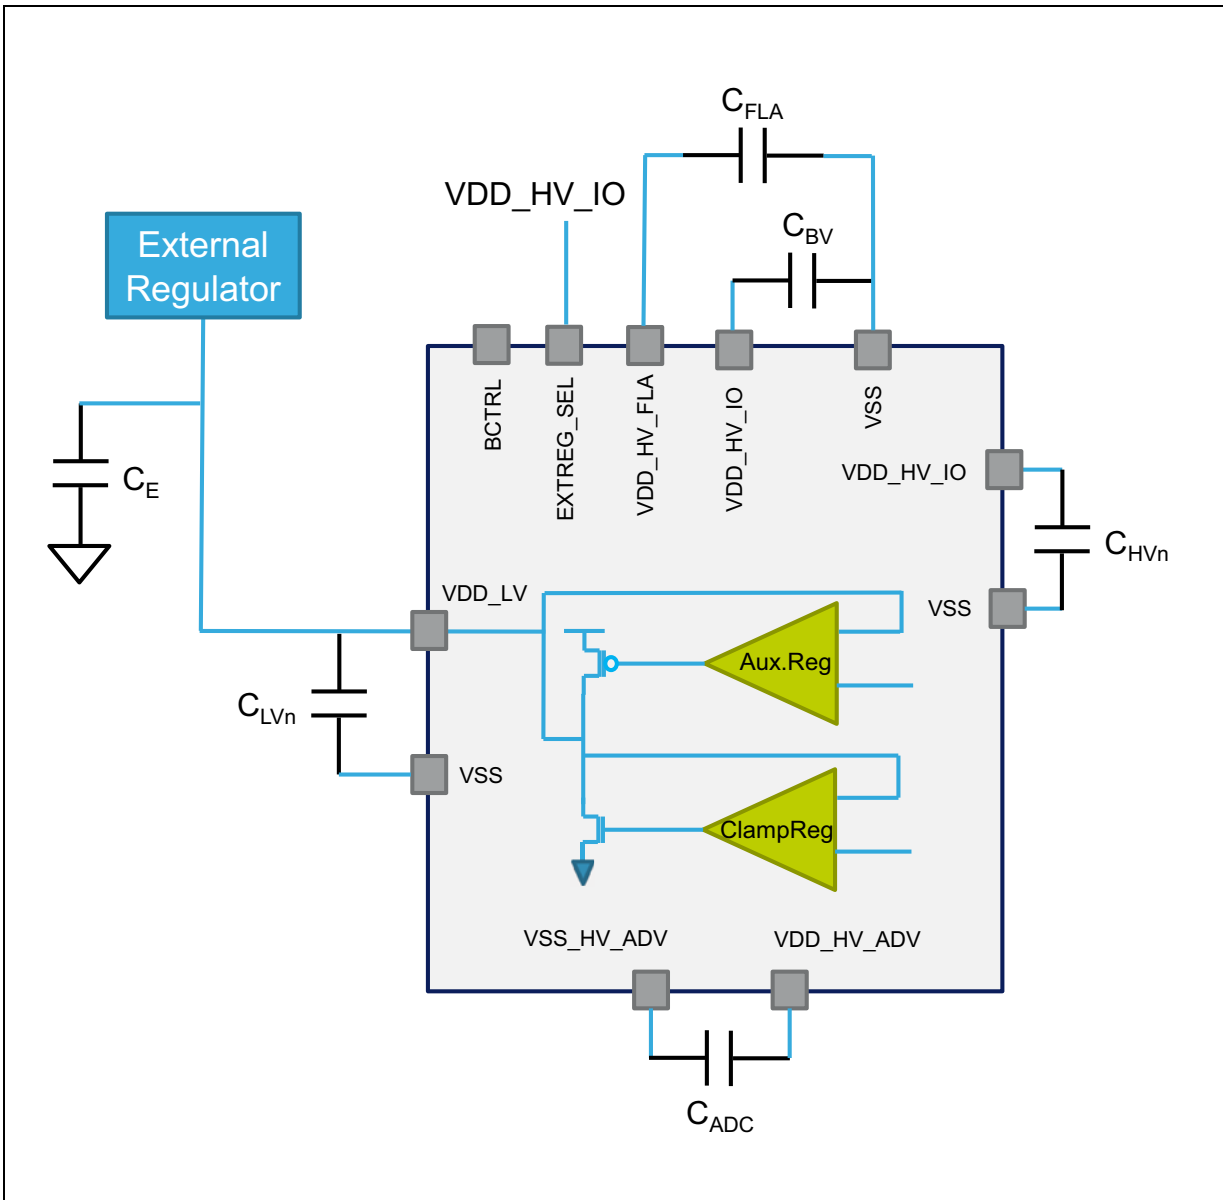 CFLA
VDD_HV_IO
CBV
External
Regulator
BCTRL
EXTREG_SEL
VDD_HV_FLA
VDD_HV_IO
VSS
VDD_HV_IO
CE
CHVn
VDD_LV
VSS
Aux.Reg
CLVn
VSS
ClampReg
VSS_HV_ADV
VDD_HV_ADV
CADC